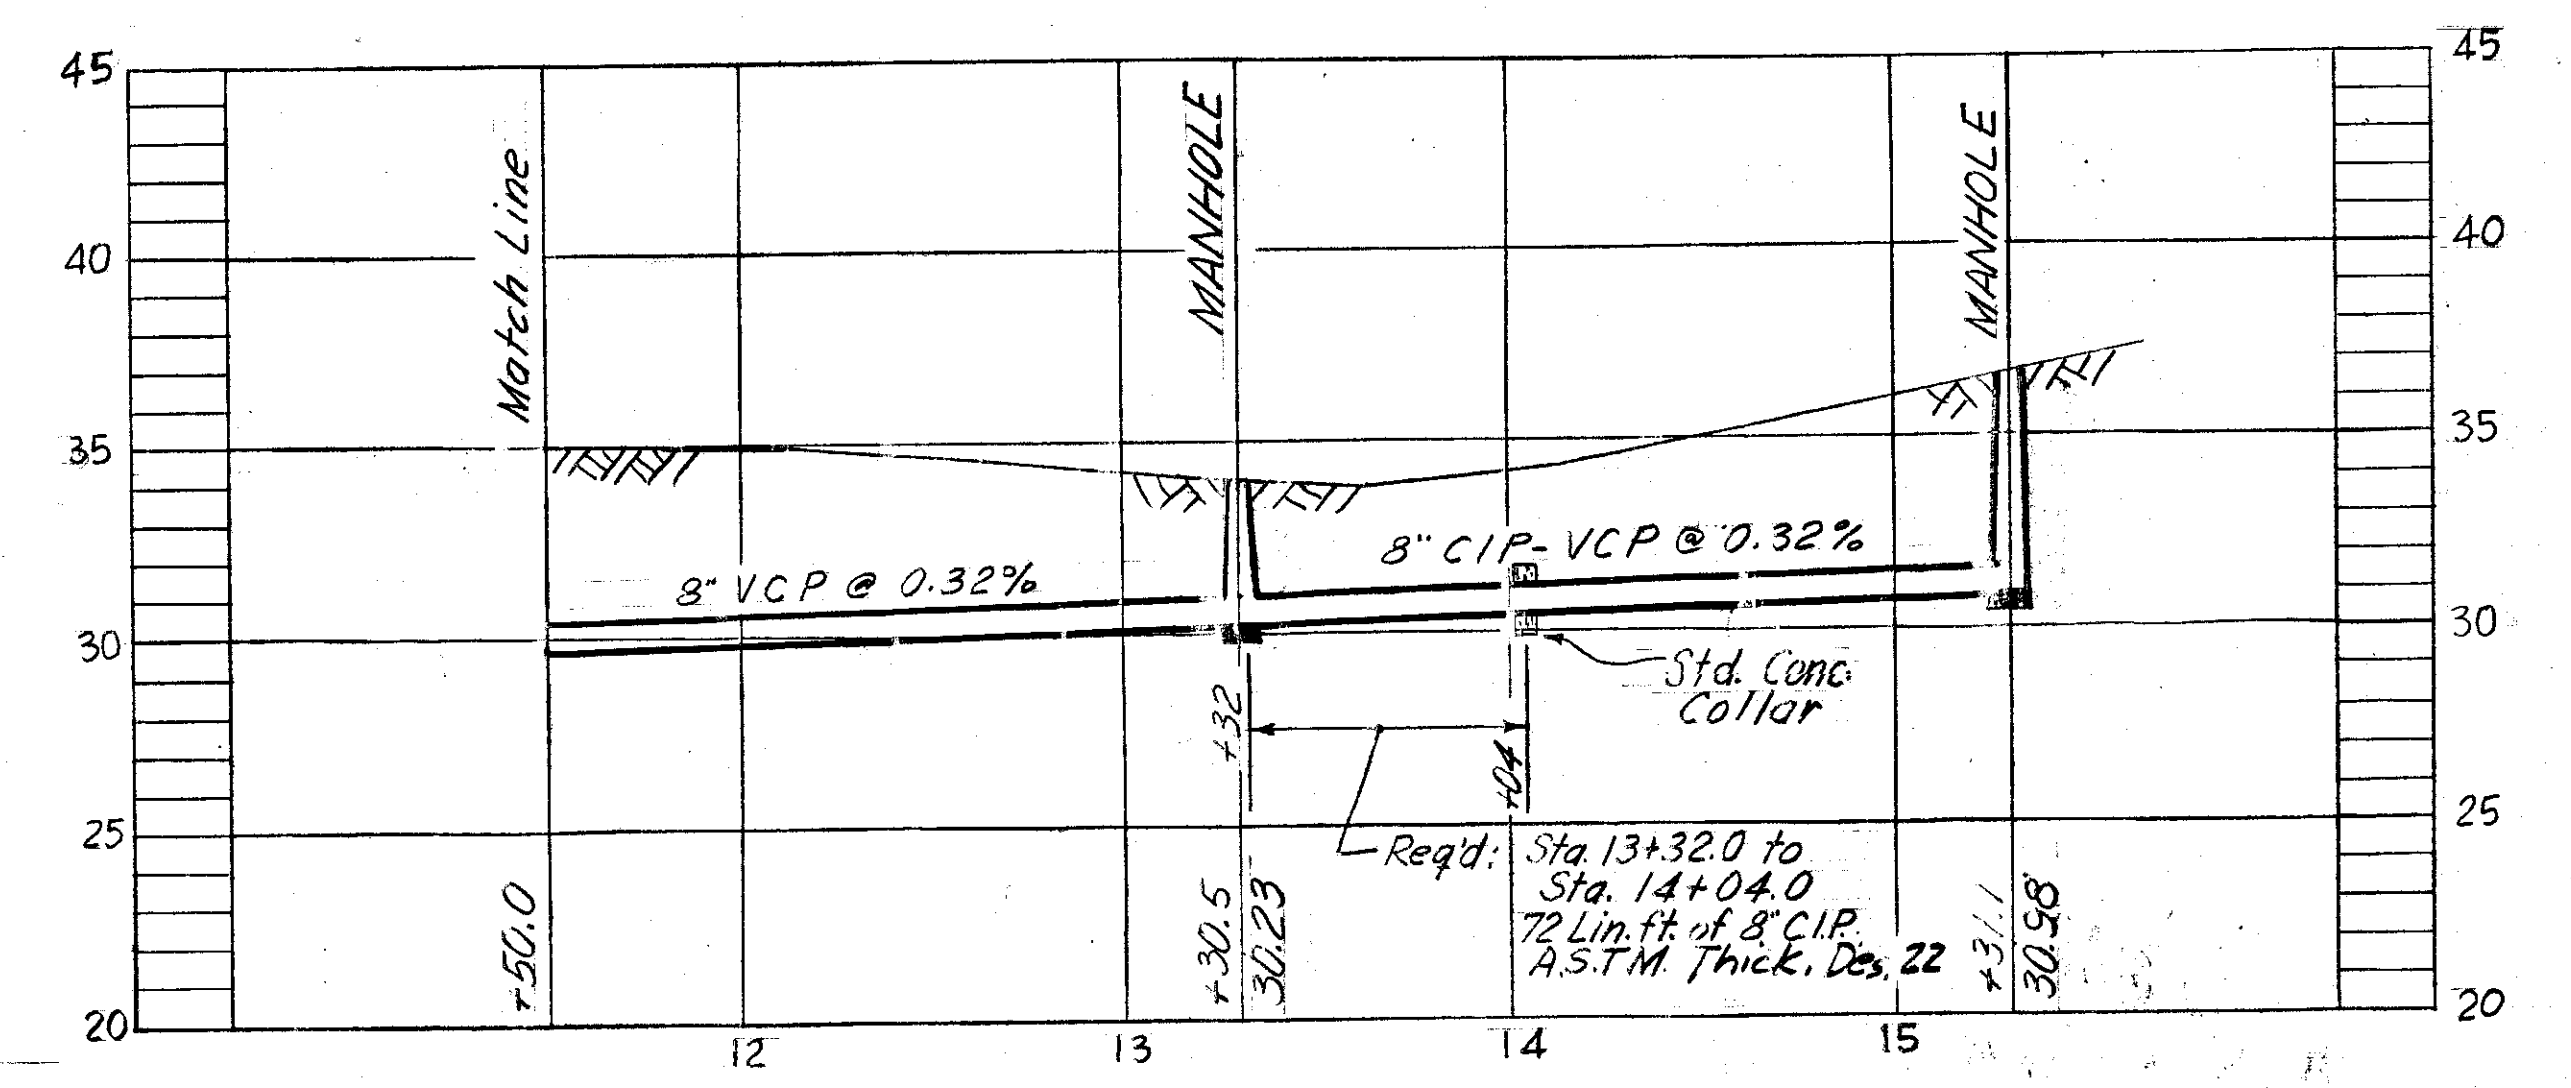 45
45
Match Line
MANHOLE
MANHOLE
40
40
35
35
8" VCP @ 0.32%
8" CIP-VCP @ 0.32%
30
30
Std. Conc.
Collar
+32
+04
25
25
Req'd: Sta. 13+32.0 to
Sta. 14+04.0
72 Lin. ft. of 8" C.I.P.
A.S.T.M. Thick. Des. 22
+50.0
+30.5
30.23
+31.1
30.98
20
20
12
13
14
15